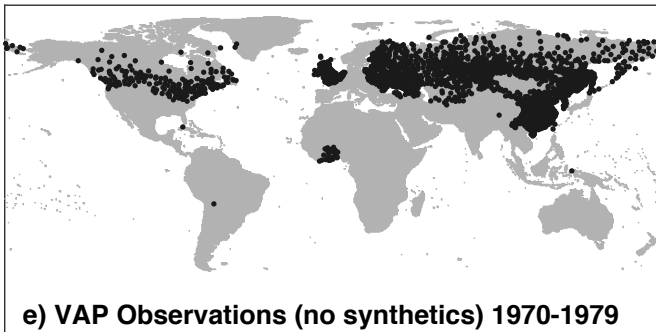 e) VAP Observations (no synthetics) 1970-1979